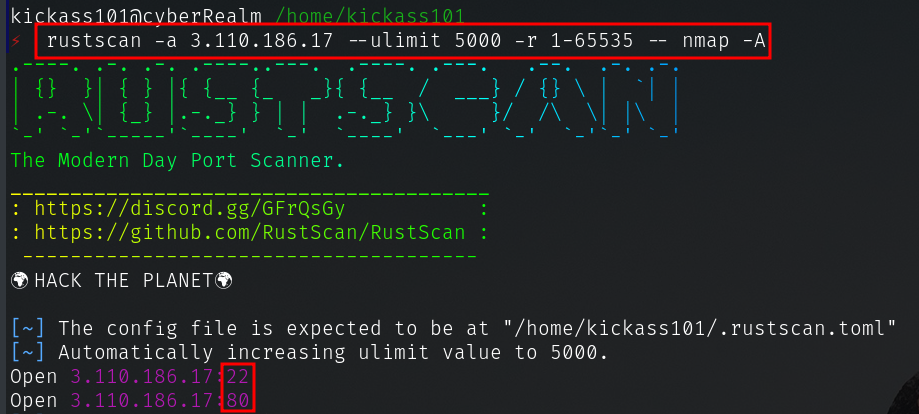 kickass101@cyberRealm /home/kickass101
⚡ rustscan -a 3.110.186.17 --ulimit 5000 -r 1-65535 -- nmap -A
.----. .-. .-. .----..---.  .----. .---.   .--.  .-. .-.
| {}  }| { } |{ {__ {_   _}{ {__  /  ___} / {} \ |  `| |
| .-. \| {_} |.-._} } | |  .-._} }\     }/  /\  \| |\  |
`-' `-'`-----'`----'  `-'  `----'  `---' `-'  `-'`-' `-'
The Modern Day Port Scanner.
________________________________________
: https://discord.gg/GFrQsGy           :
: https://github.com/RustScan/RustScan :
 --------------------------------------
🌍HACK THE PLANET🌍
[~] The config file is expected to be at "/home/kickass101/.rustscan.toml"
[~] Automatically increasing ulimit value to 5000.
Open 3.110.186.17:22
Open 3.110.186.17:80